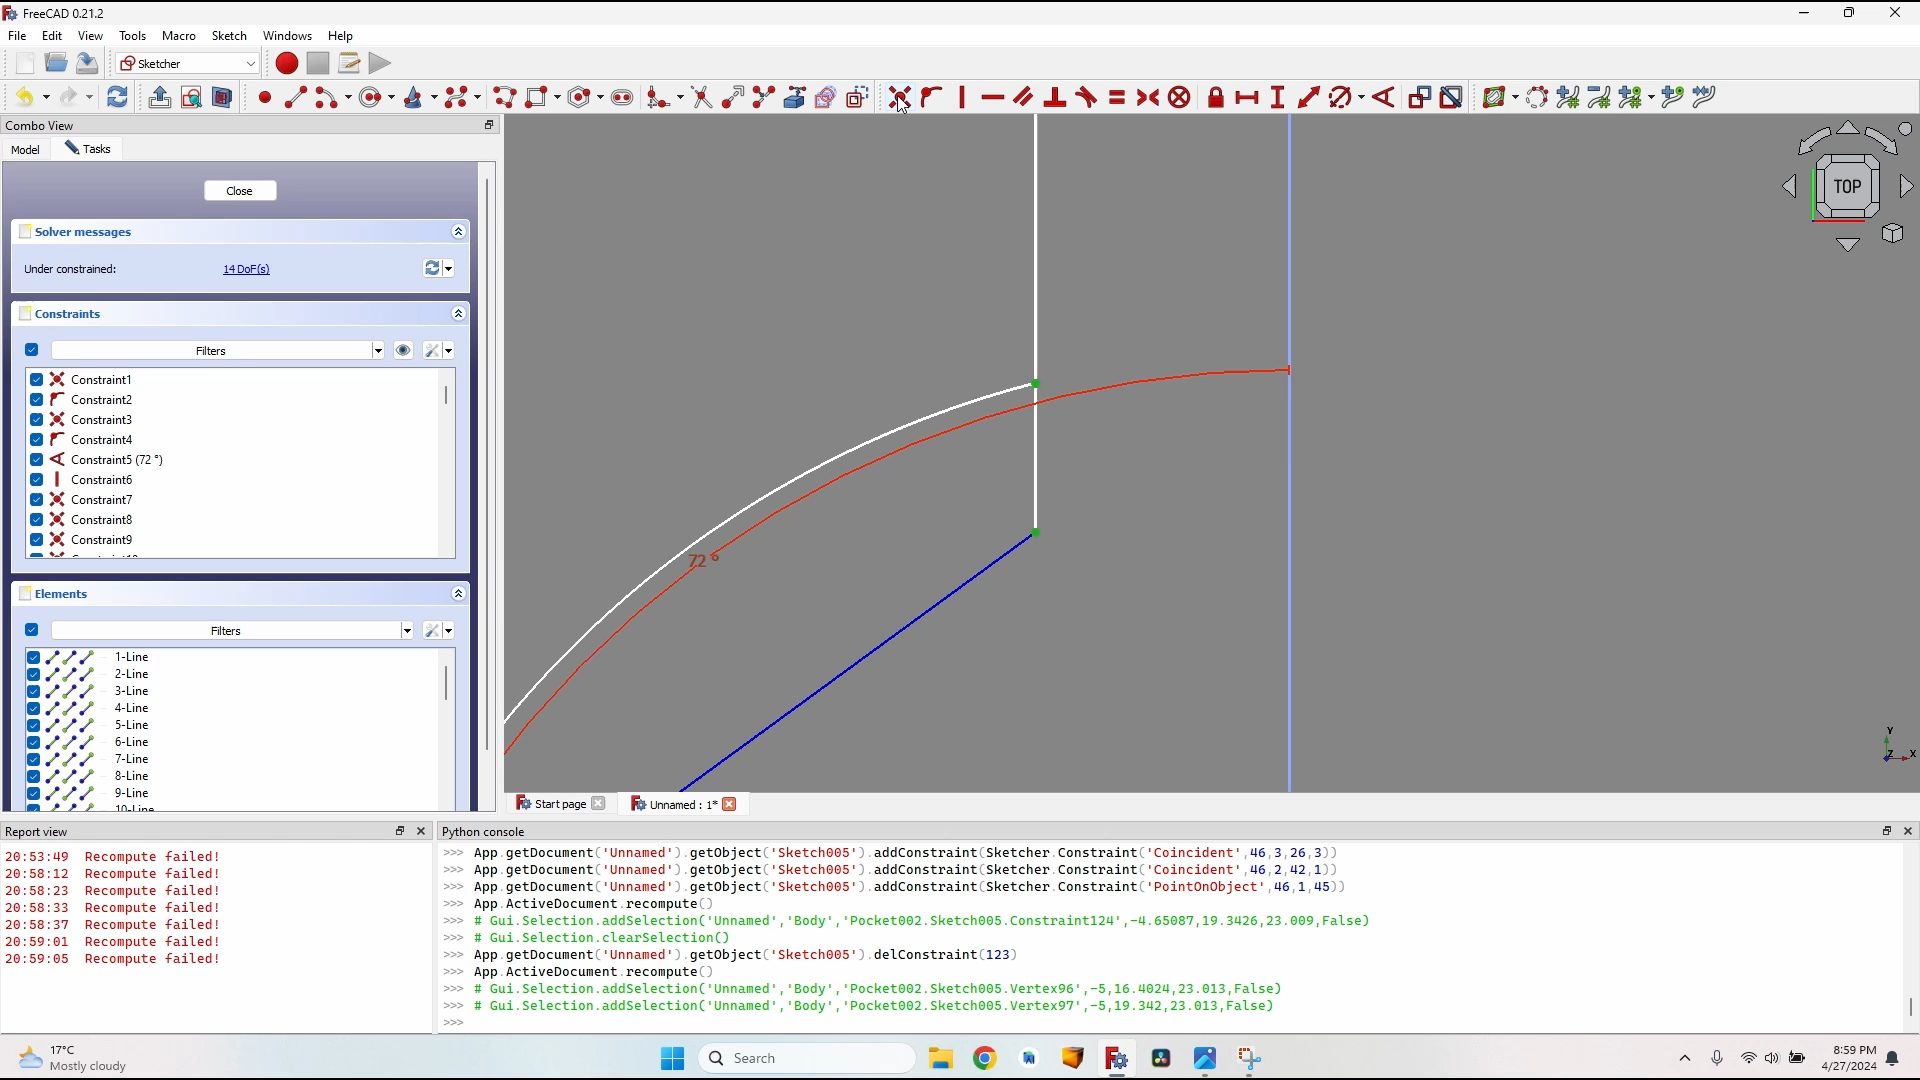 FreeCAD 0.21.2
File Edit View Tools Macro Sketch Windows Help
Sketcher
Combo View
Model Tasks
Close
Solver messages
Under constrained: 14 DoF(s)
Constraints
Filters
Constraint1
Constraint2
Constraint3
Constraint4
Constraint5 (72 °)
Constraint6
Constraint7
Constraint8
Constraint9
Elements
Filters
1-Line
2-Line
3-Line
4-Line
5-Line
6-Line
7-Line
8-Line
9-Line
10-Line
TOP
72 °
Y
Z
X
Start page Unnamed : 1*
Report view
20:53:49 Recompute failed!
20:58:12 Recompute failed!
20:58:23 Recompute failed!
20:58:33 Recompute failed!
20:58:37 Recompute failed!
20:59:01 Recompute failed!
20:59:05 Recompute failed!
Python console
>>> App.getDocument('Unnamed').getObject('Sketch005').addConstraint(Sketcher.Constraint('Coincident',46,3,26,3))
>>> App.getDocument('Unnamed').getObject('Sketch005').addConstraint(Sketcher.Constraint('Coincident',46,2,42,1))
>>> App.getDocument('Unnamed').getObject('Sketch005').addConstraint(Sketcher.Constraint('PointOnObject',46,1,45))
>>> App.ActiveDocument.recompute()
>>> # Gui.Selection.addSelection('Unnamed','Body','Pocket002.Sketch005.Constraint124',-4.65087,19.3426,23.009,False)
>>> # Gui.Selection.clearSelection()
>>> App.getDocument('Unnamed').getObject('Sketch005').delConstraint(123)
>>> App.ActiveDocument.recompute()
>>> # Gui.Selection.addSelection('Unnamed','Body','Pocket002.Sketch005.Vertex96',-5,16.4024,23.013,False)
>>> # Gui.Selection.addSelection('Unnamed','Body','Pocket002.Sketch005.Vertex97',-5,19.342,23.013,False)
>>>
17°C
Mostly cloudy
Search
8:59 PM
4/27/2024